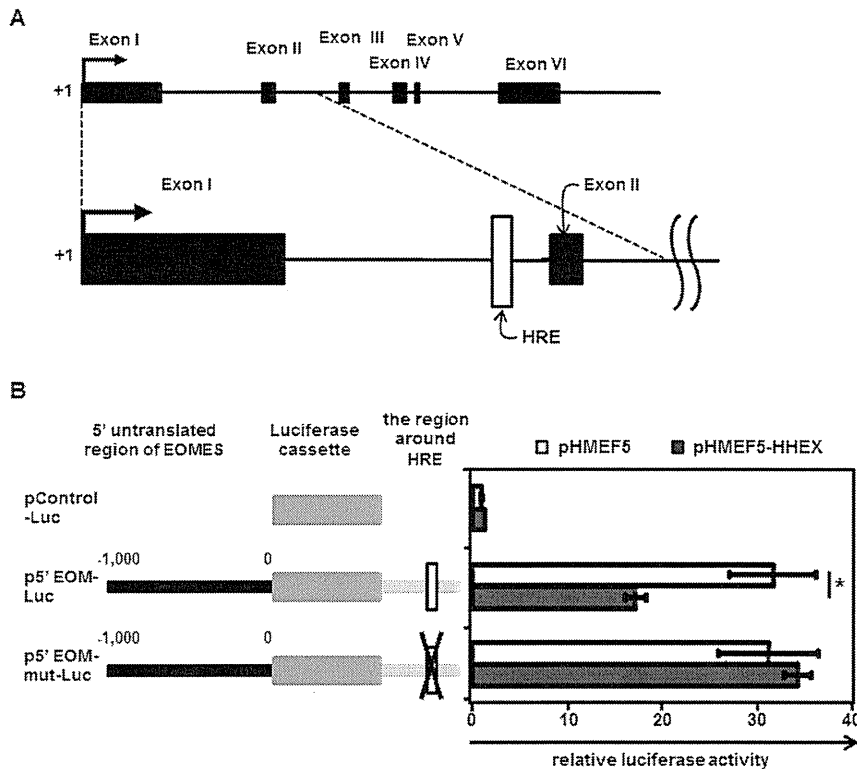 A
Exon I
Exon II
Exon III
Exon IV
Exon V
Exon VI
+1
Exon I
Exon II
+1
HRE
B
5' untranslated
region of EOMES
Luciferase
cassette
the region
around
HRE
pHMEF5
pHMEF5-HHEX
pControl
-Luc
-1,000
0
p5' EOM-
Luc
*
-1,000
0
p5' EOM-
mut-Luc
0
10
20
30
40
relative luciferase activity